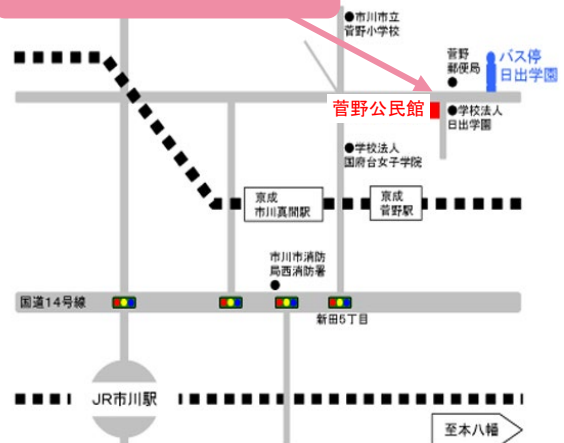 ●市川市立
菅野小学校
菅野
郵便局
●
バス停
日出学園
菅野公民館
●学校法人
日出学園
●学校法人
国府台女子学院
京成
市川真間駅
京成
菅野駅
市川市消防
局西消防署
●
国道14号線
新田5丁目
JR市川駅
至本八幡